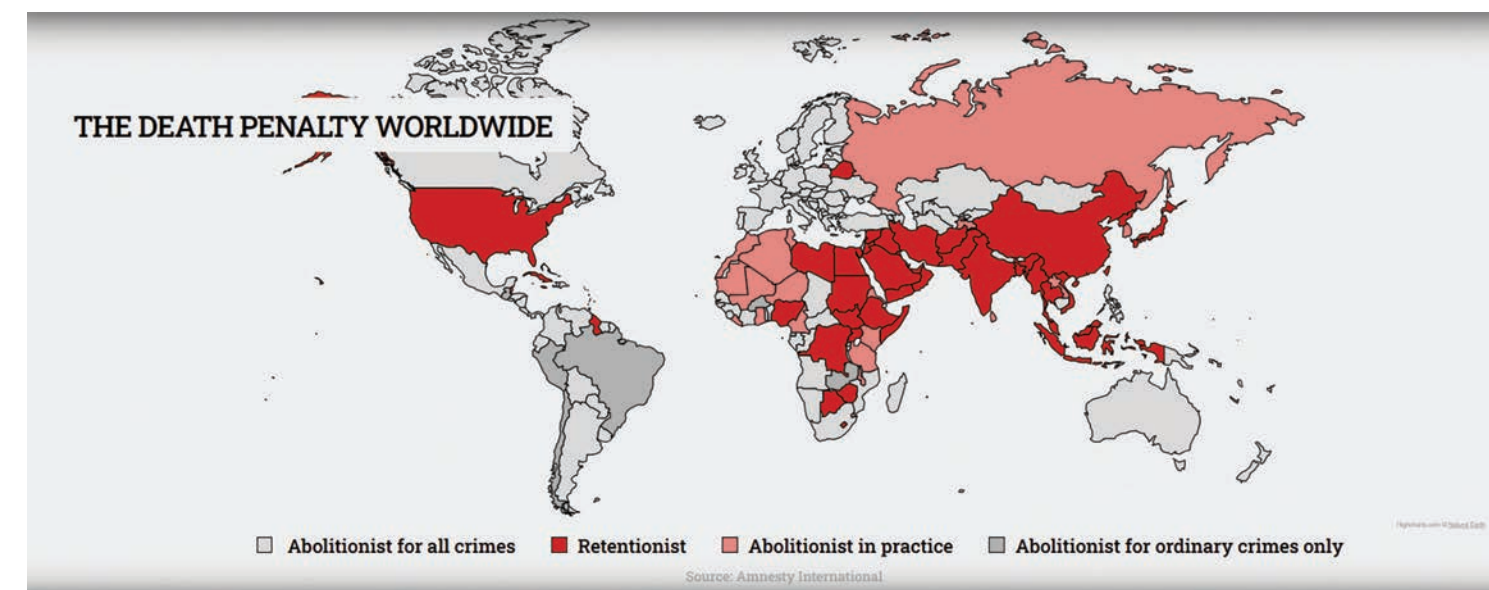 THE DEATH PENALTY WORLDWIDE
Abolitionist for all crimes
Retentionist
Abolitionist in practice
Abolitionist for ordinary crimes only
Source: Amnesty International